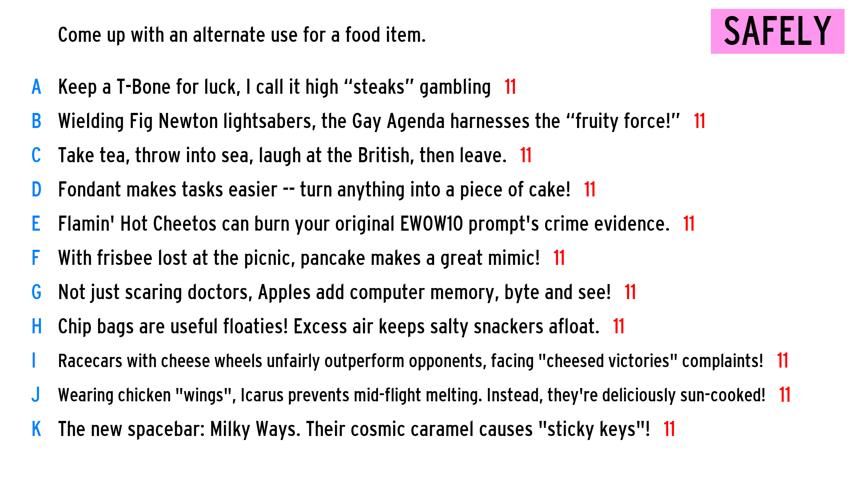 Come up with an alternate use for a food item.
SAFELY
A Keep a T-Bone for luck, I call it high “steaks” gambling 11
B Wielding Fig Newton lightsabers, the Gay Agenda harnesses the “fruity force!” 11
C Take tea, throw into sea, laugh at the British, then leave. 11
D Fondant makes tasks easier -- turn anything into a piece of cake! 11
E Flamin' Hot Cheetos can burn your original EWOW10 prompt's crime evidence. 11
F With frisbee lost at the picnic, pancake makes a great mimic! 11
G Not just scaring doctors, Apples add computer memory, byte and see! 11
H Chip bags are useful floaties! Excess air keeps salty snackers afloat. 11
I Racecars with cheese wheels unfairly outperform opponents, facing "cheesed victories" complaints! 11
J Wearing chicken "wings", Icarus prevents mid-flight melting. Instead, they're deliciously sun-cooked! 11
K The new spacebar: Milky Ways. Their cosmic caramel causes "sticky keys"! 11